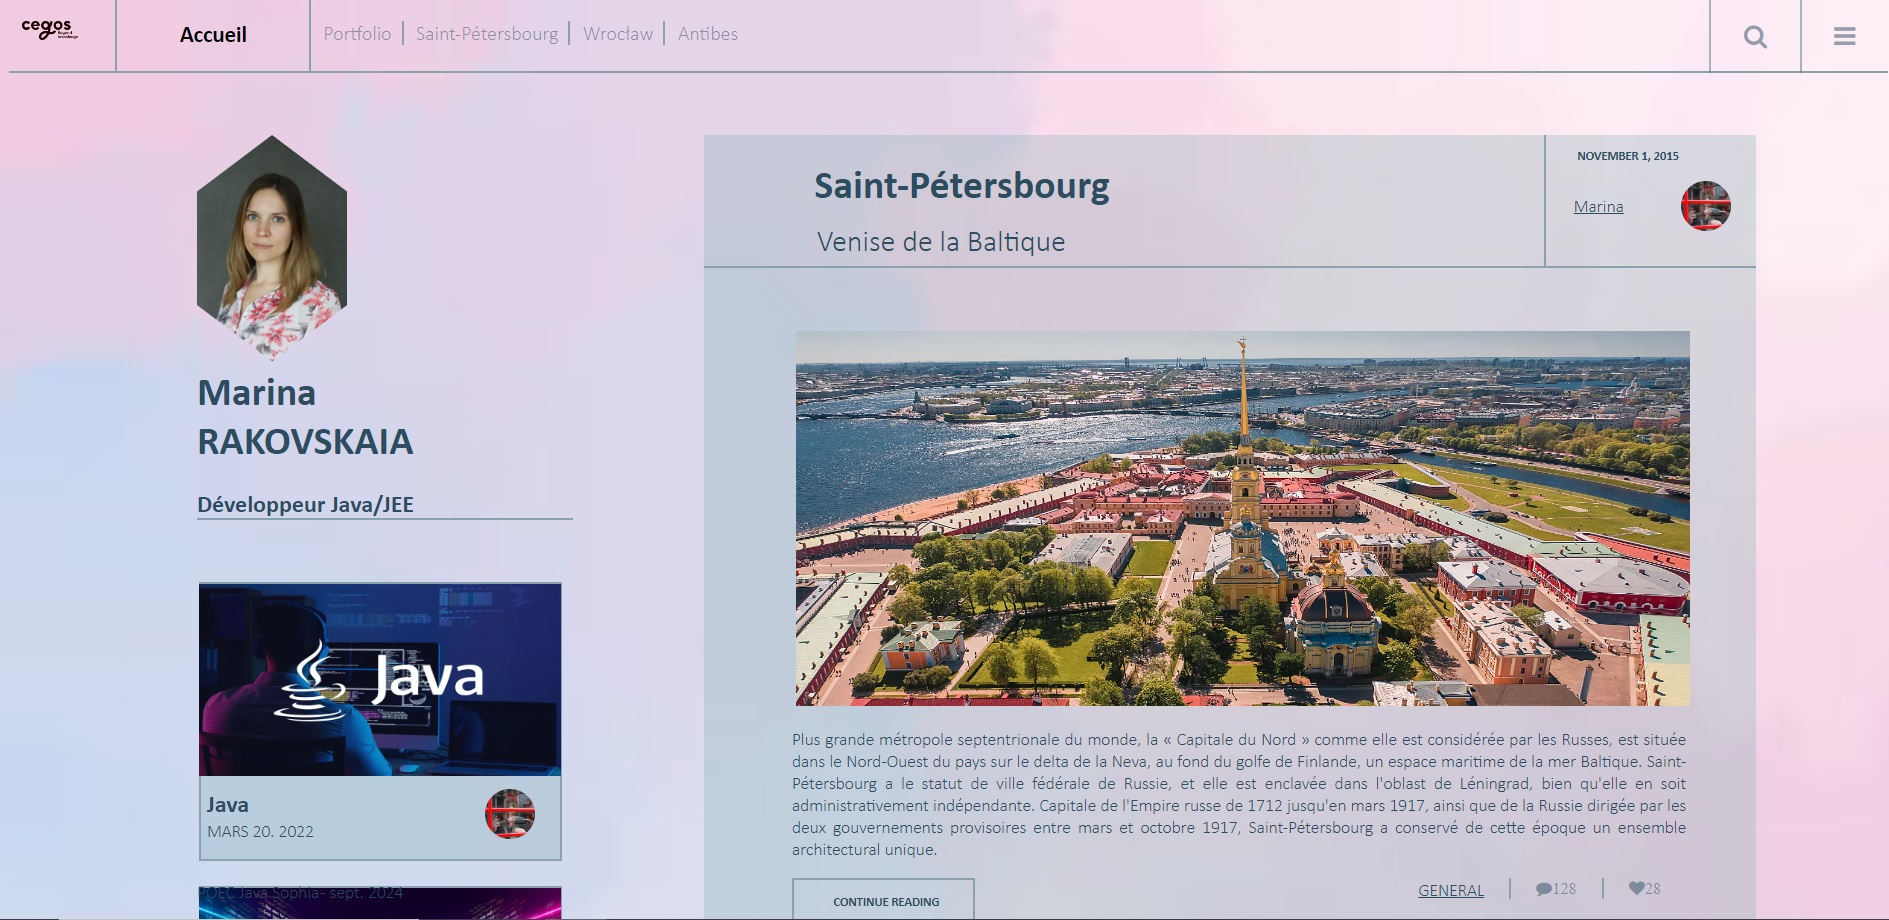 cegos
Accueil
Portfolio
Saint-Pétersbourg
Wrocław
Antibes
Marina
RAKOVSKAIA
Développeur Java/JEE
Java
Java
MARS 20. 2022
POEC Java.Sophia- sept. 2024
Saint-Pétersbourg
Venise de la Baltique
NOVEMBER 1, 2015
Marina
Plus grande métropole septentrionale du monde, la « Capitale du Nord » comme elle est considérée par les Russes, est située
dans le Nord-Ouest du pays sur le delta de la Neva, au fond du golfe de Finlande, un espace maritime de la mer Baltique. Saint-
Pétersbourg a le statut de ville fédérale de Russie, et elle est enclavée dans l'oblast de Léningrad, bien qu'elle en soit
administrativement indépendante. Capitale de l'Empire russe de 1712 jusqu'en mars 1917, ainsi que de la Russie dirigée par les
deux gouvernements provisoires entre mars et octobre 1917, Saint-Pétersbourg a conservé de cette époque un ensemble
architectural unique.
CONTINUE READING
GENERAL
128
28